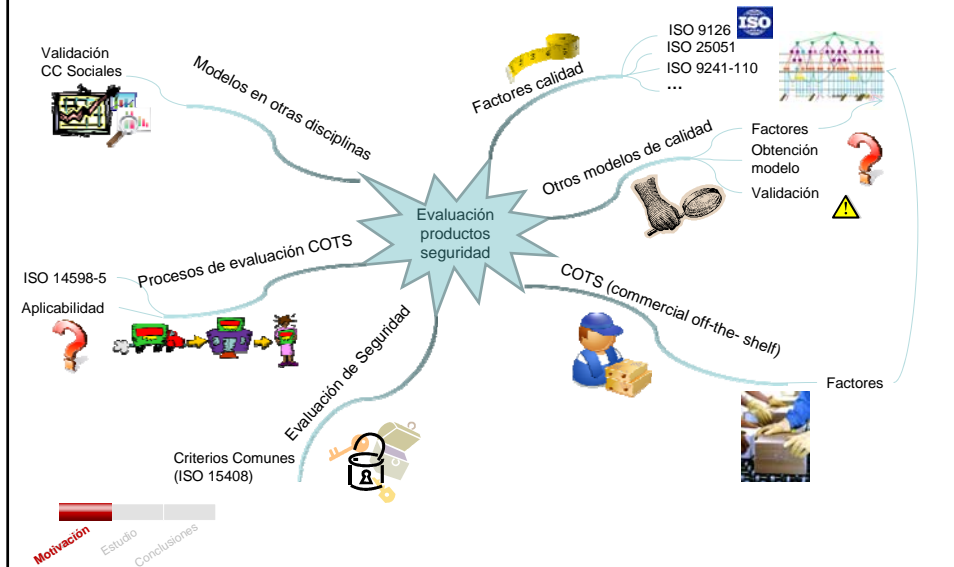 Validación
CC Sociales
Modelos en otras disciplinas
Factores calidad
ISO 9126
ISO
ISO 25051
ISO 9241-110
...
Otros modelos de calidad
Factores
Obtención
modelo
Validación
Evaluación
productos
seguridad
Procesos de evaluación COTS
ISO 14598-5
Aplicabilidad
COTS (commercial off-the- shelf)
Factores
Evaluación de Seguridad
Criterios Comunes
(ISO 15408)
Motivación
Estudio
Conclusiones